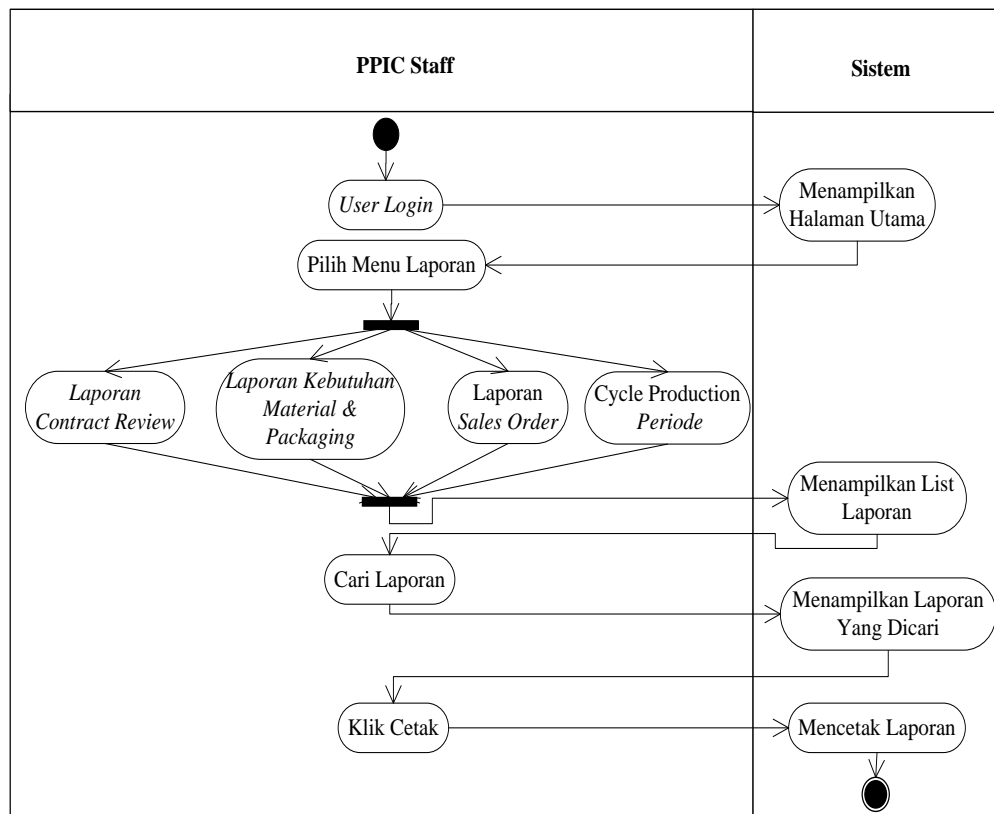 PPIC Staff
Sistem
User Login
Menampilkan
Halaman Utama
Pilih Menu Laporan
Laporan
Contract Review
Laporan Kebutuhan
Material &
Packaging
Laporan
Sales Order
Cycle Production
Periode
Menampilkan List
Laporan
Cari Laporan
Menampilkan Laporan
Yang Dicari
Klik Cetak
Mencetak Laporan